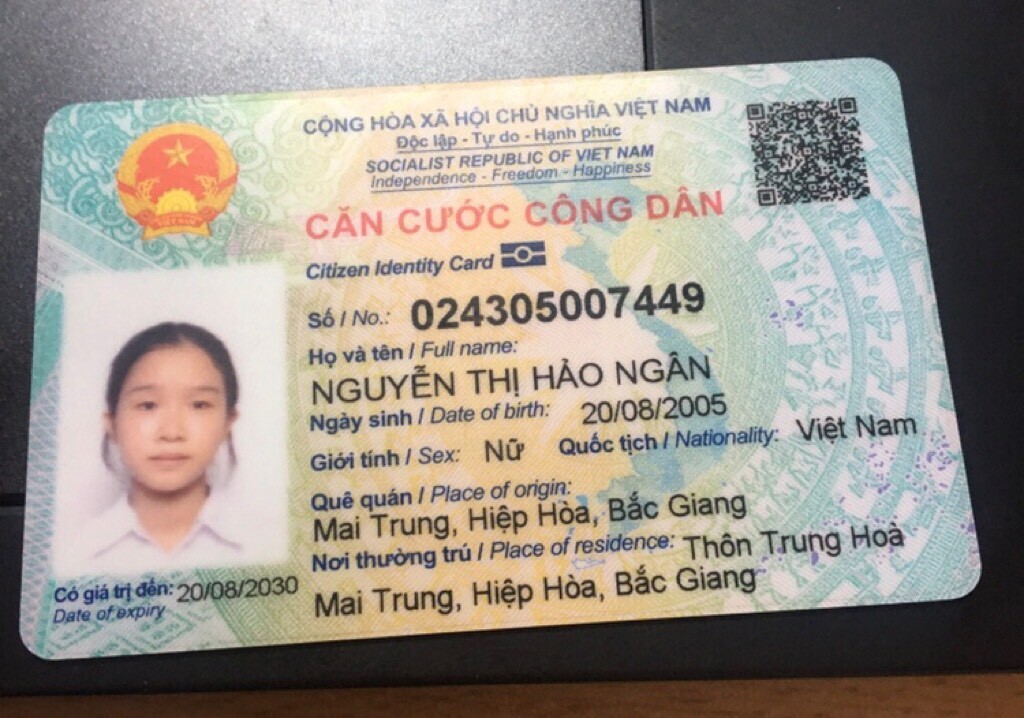 CỘNG HÒA XÃ HỘI CHỦ NGHĨA VIỆT NAM
Độc lập - Tự do - Hạnh phúc
SOCIALIST REPUBLIC OF VIET NAM
Independence - Freedom - Happiness
CĂN CƯỚC CÔNG DÂN
Citizen Identity Card
Số / No.: 024305007449
Họ và tên / Full name:
NGUYỄN THỊ HẢO NGÂN
Ngày sinh / Date of birth: 20/08/2005
Giới tính / Sex: Nữ Quốc tịch / Nationality: Việt Nam
Quê quán / Place of origin:
Mai Trung, Hiệp Hòa, Bắc Giang
Nơi thường trú / Place of residence: Thôn Trung Hoà
Mai Trung, Hiệp Hòa, Bắc Giang
Có giá trị đến: 20/08/2030
Date of expiry